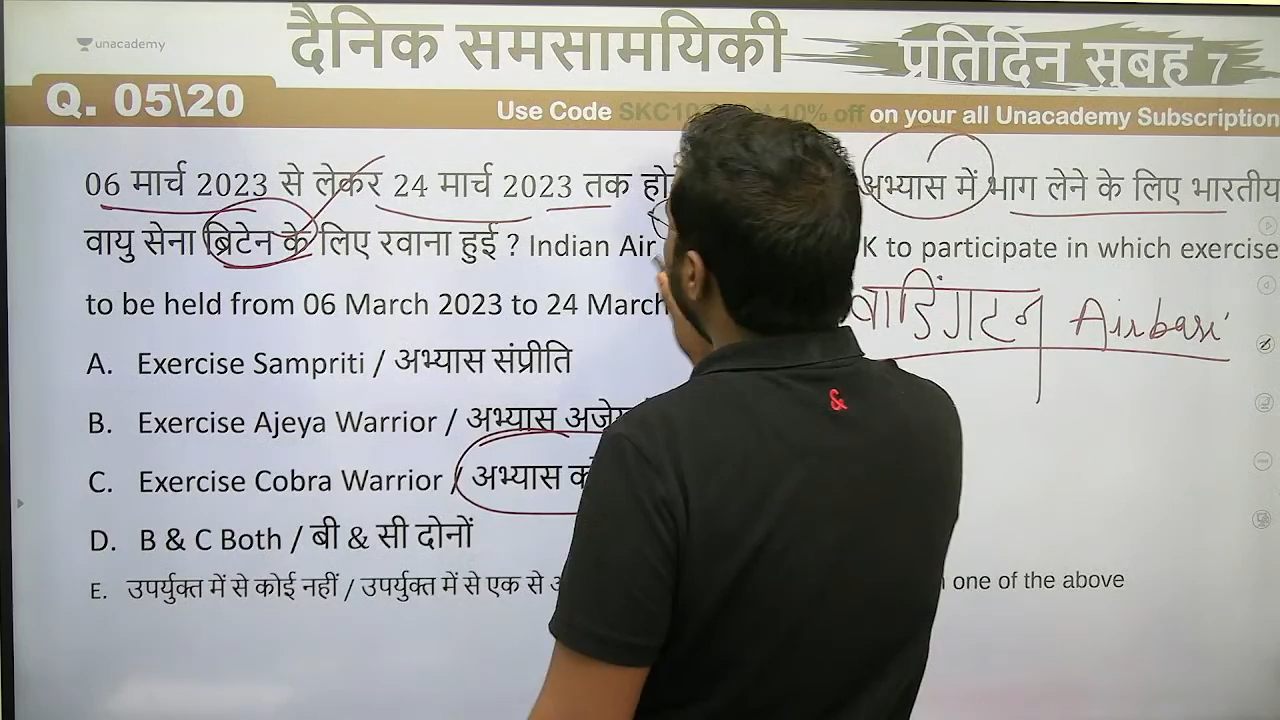 unacademy
दैनिक समसामयिकी
प्रतिदिन सुबह 7
Q. 05\20
Use Code SKC10 10% off on your all Unacademy Subscription
06 मार्च 2023 से लेकर 24 मार्च 2023 तक अभ्यास में भाग लेने के लिए भारतीय
वायु सेना ब्रिटेन के लिए रवाना हुई ? Indian Air K to participate in which exercise
to be held from 06 March 2023 to 24 March
वाडिंगटन Airbase
A. Exercise Sampriti / अभ्यास संप्रीति
B. Exercise Ajeya Warrior / अभ्यास
C. Exercise Cobra Warrior / अभ्यास
D. B & C Both / बी & सी दोनों
E. उपर्युक्त में से कोई नहीं / उपर्युक्त में से एक से one of the above
&